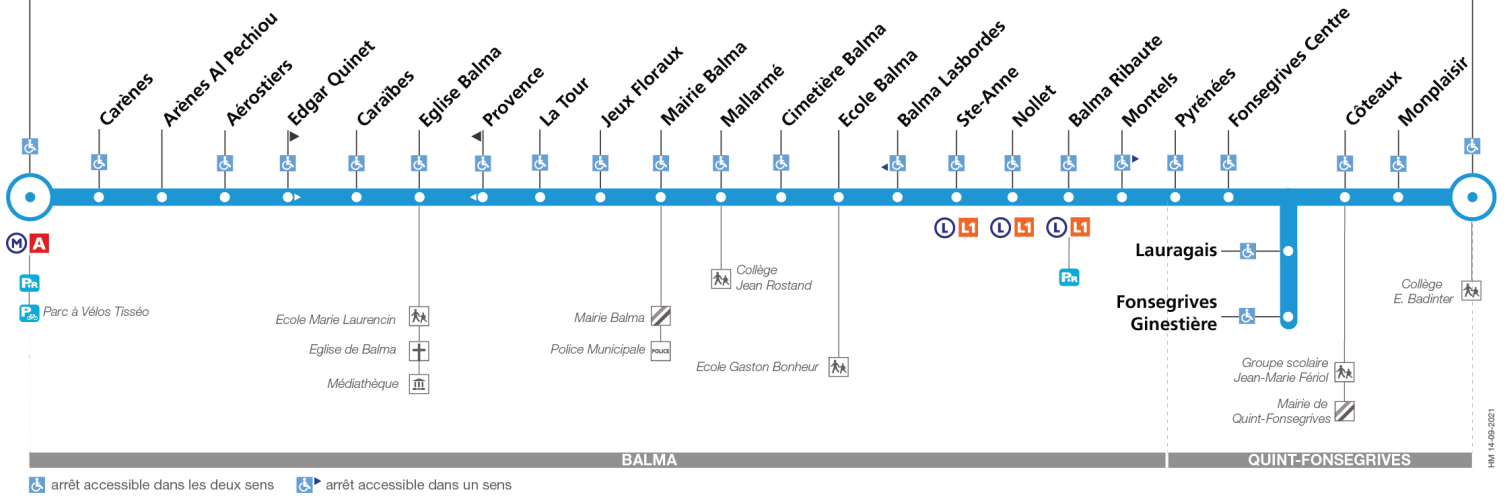 Carènes
Arènes Al Pechiou
Aérostiers
Edgar Quinet
Caraïbes
Eglise Balma
Provence
La Tour
Jeux Floraux
Mairie Balma
Mallarmé
Cimetière Balma
Ecole Balma
Balma Lasbordes
Ste-Anne
Nollet
Balma Ribaute
Montels
Pyrénées
Fonsegrives Centre
Côteaux
Monplaisir
M A
L L1
L L1
L L1
Lauragais
Fonsegrives
Ginestière
P+R
P+R
P
Parc à Vélos Tisséo
Collège
Jean Rostand
Collège
E. Badinter
Ecole Marie Laurencin
Eglise de Balma
Médiathèque
Mairie Balma
Police Municipale
POLICE
Ecole Gaston Bonheur
Groupe scolaire
Jean-Marie Fériol
Mairie de
Quint-Fonsegrives
HM 14-09-2021
BALMA
QUINT-FONSEGRIVES
arrêt accessible dans les deux sens
arrêt accessible dans un sens